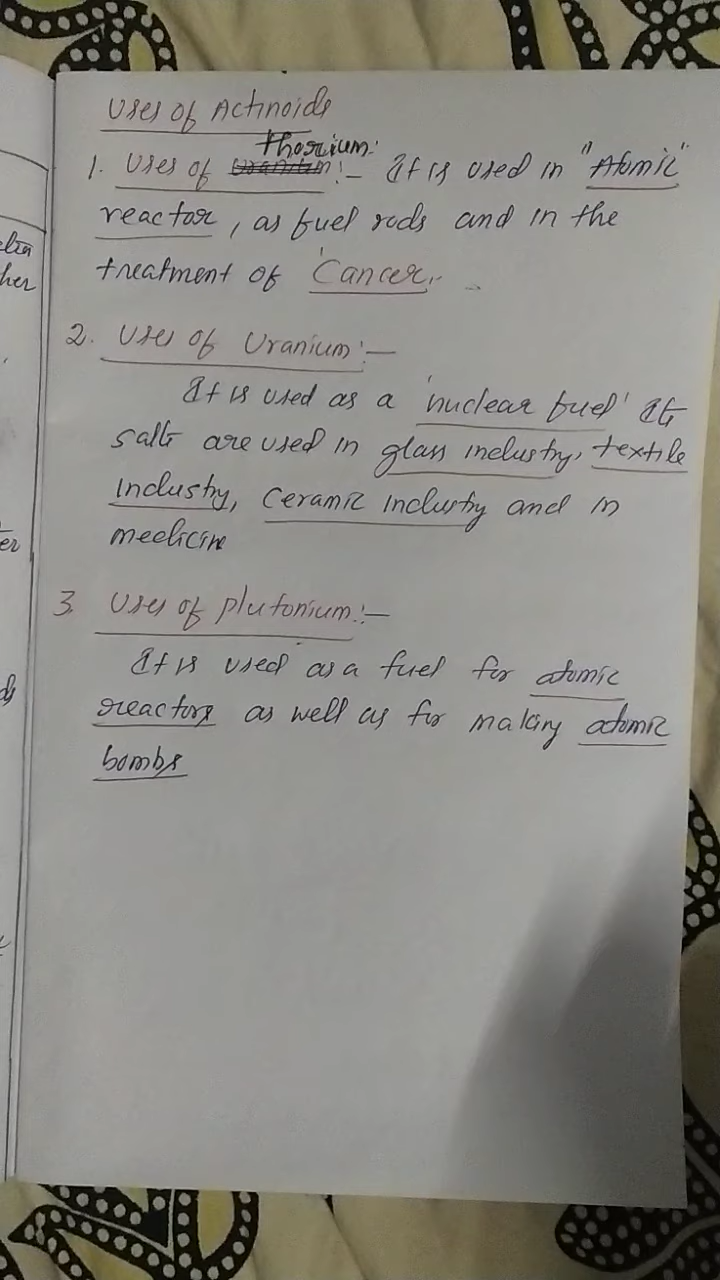 Uses of Actinoids
Thorium:
1. Uses of Uranium :- It is used in "Atomic"
reactor, as fuel rods and in the
treatment of 'Cancer,.
2. Uses of Uranium :-
It is used as a 'nuclear fuel' Its
salts are used in glass industry, textile
industry, ceramic industry and in
medicine
3. Uses of plutonium :-
It is used as a fuel for atomic
reactors as well as for making atomic
bombs
her
er